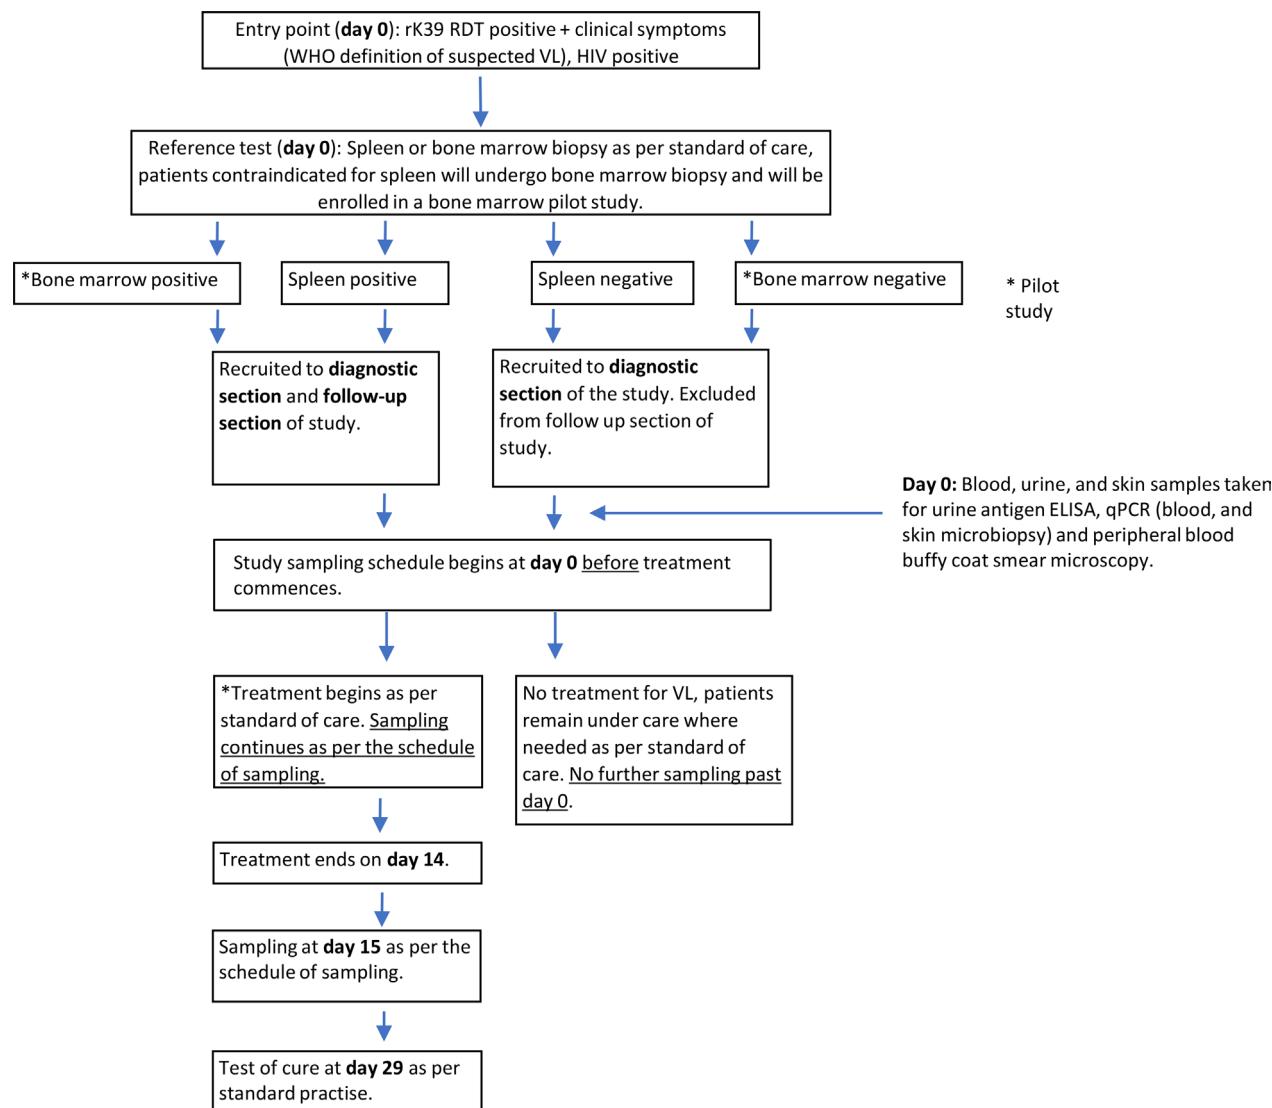 Entry point (day 0): rK39 RDT positive + clinical symptoms
(WHO definition of suspected VL), HIV positive
Reference test (day 0): Spleen or bone marrow biopsy as per standard of care,
patients contraindicated for spleen will undergo bone marrow biopsy and will be
enrolled in a bone marrow pilot study.
*Bone marrow positive
Spleen positive
Spleen negative
*Bone marrow negative
* Pilot
study
Recruited to diagnostic
section and follow-up
section of study.
Recruited to diagnostic
section of the study. Excluded
from follow up section of
study.
Day 0: Blood, urine, and skin samples taken
for urine antigen ELISA, qPCR (blood, and
skin microbiopsy) and peripheral blood
buffy coat smear microscopy.
Study sampling schedule begins at day 0 before treatment
commences.
*Treatment begins as per
standard of care. Sampling
continues as per the schedule
of sampling.
No treatment for VL, patients
remain under care where
needed as per standard of
care. No further sampling past
day 0.
Treatment ends on day 14.
Sampling at day 15 as per the
schedule of sampling.
Test of cure at day 29 as per
standard practise.